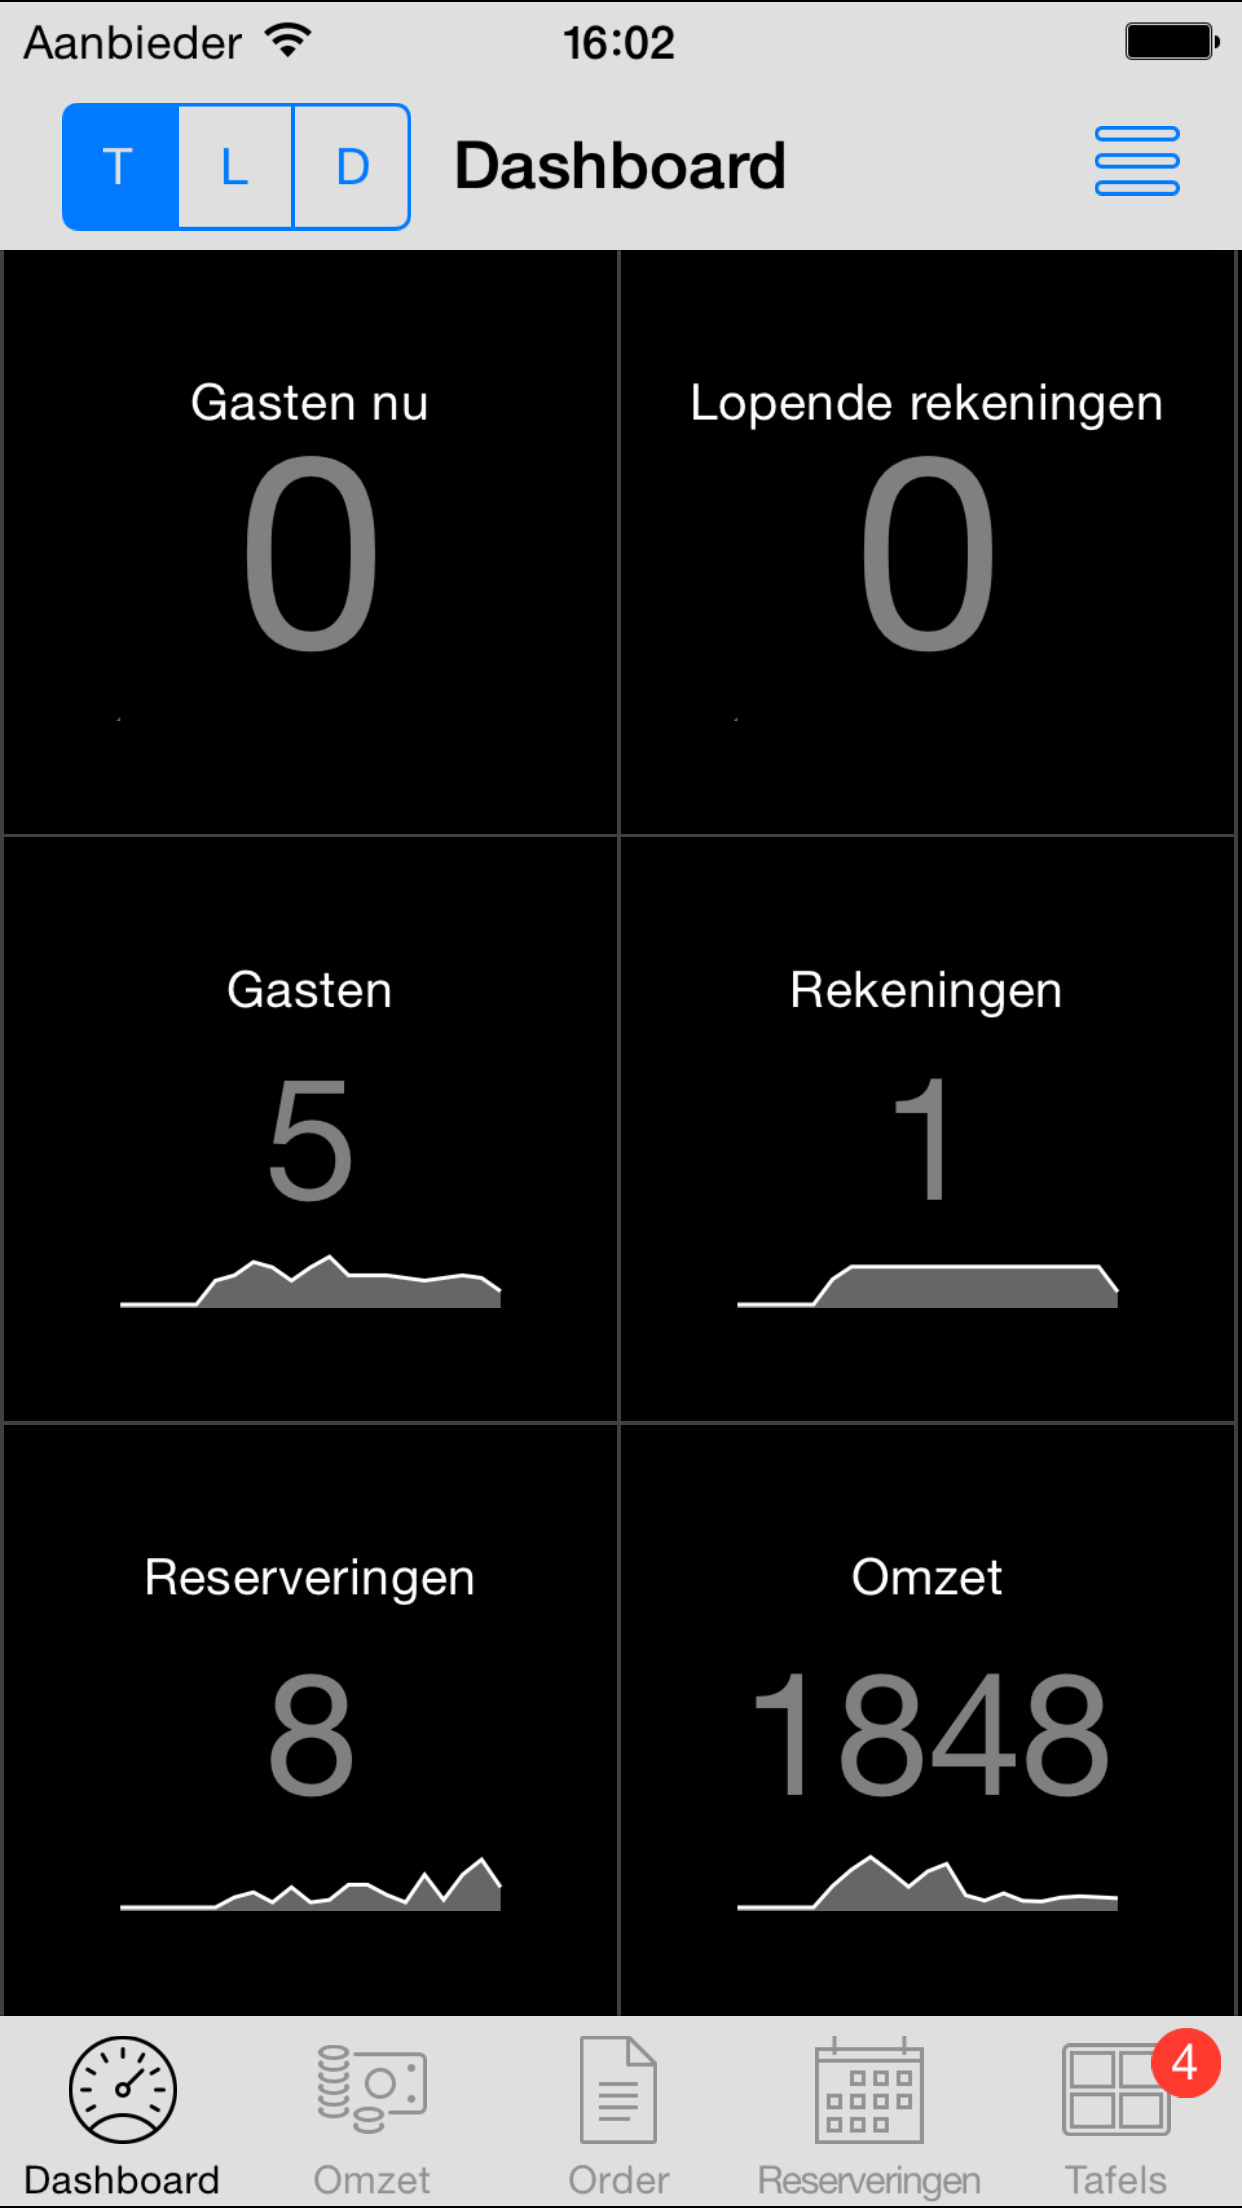 Aanbieder 16:02
T L D Dashboard
Gasten nu Lopende rekeningen
0 0
Gasten Rekeningen
5 1
Reserveringen Omzet
8 1848
4
Dashboard Omzet Order Reserveringen Tafels